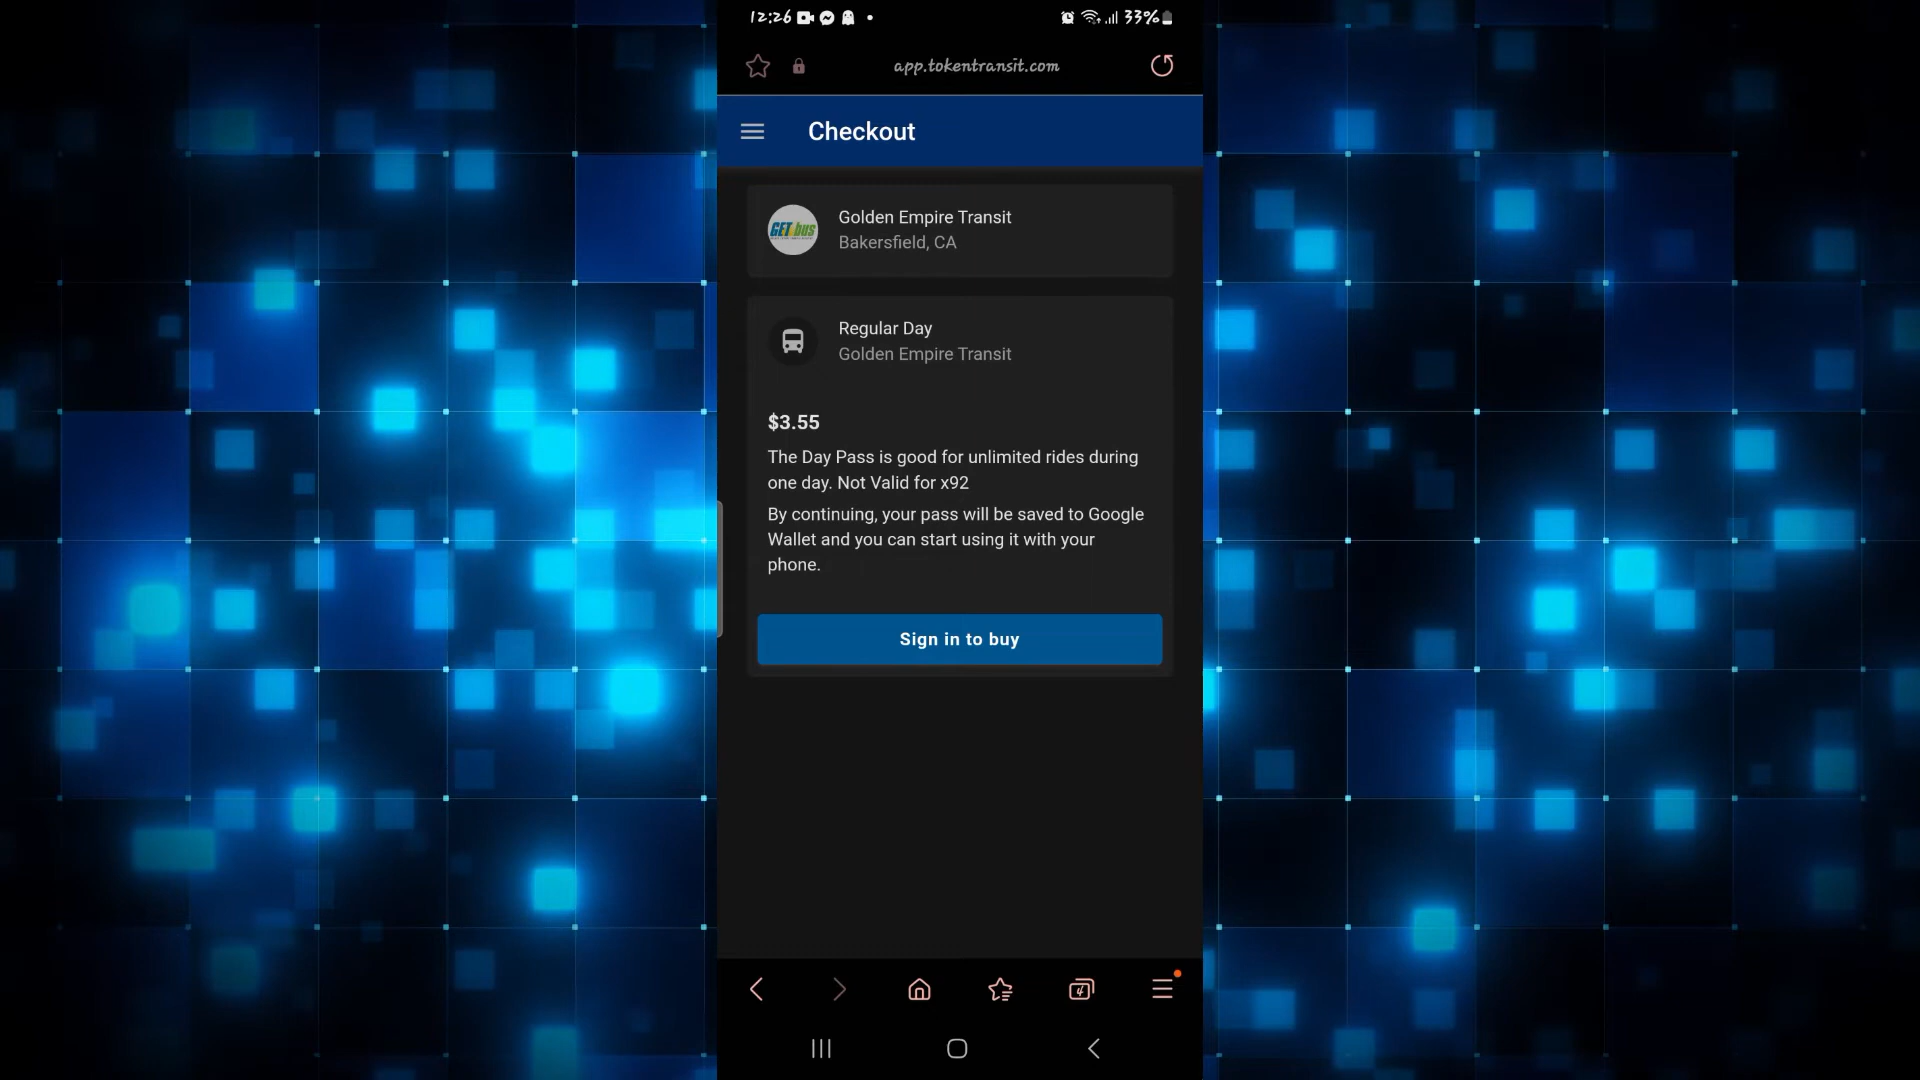 12:26
33%
app.tokentransit.com
Checkout
GET bus
Golden Empire Transit
Bakersfield, CA
Regular Day
Golden Empire Transit
$3.55
The Day Pass is good for unlimited rides during
one day. Not Valid for x92
By continuing, your pass will be saved to Google
Wallet and you can start using it with your
phone.
Sign in to buy
4